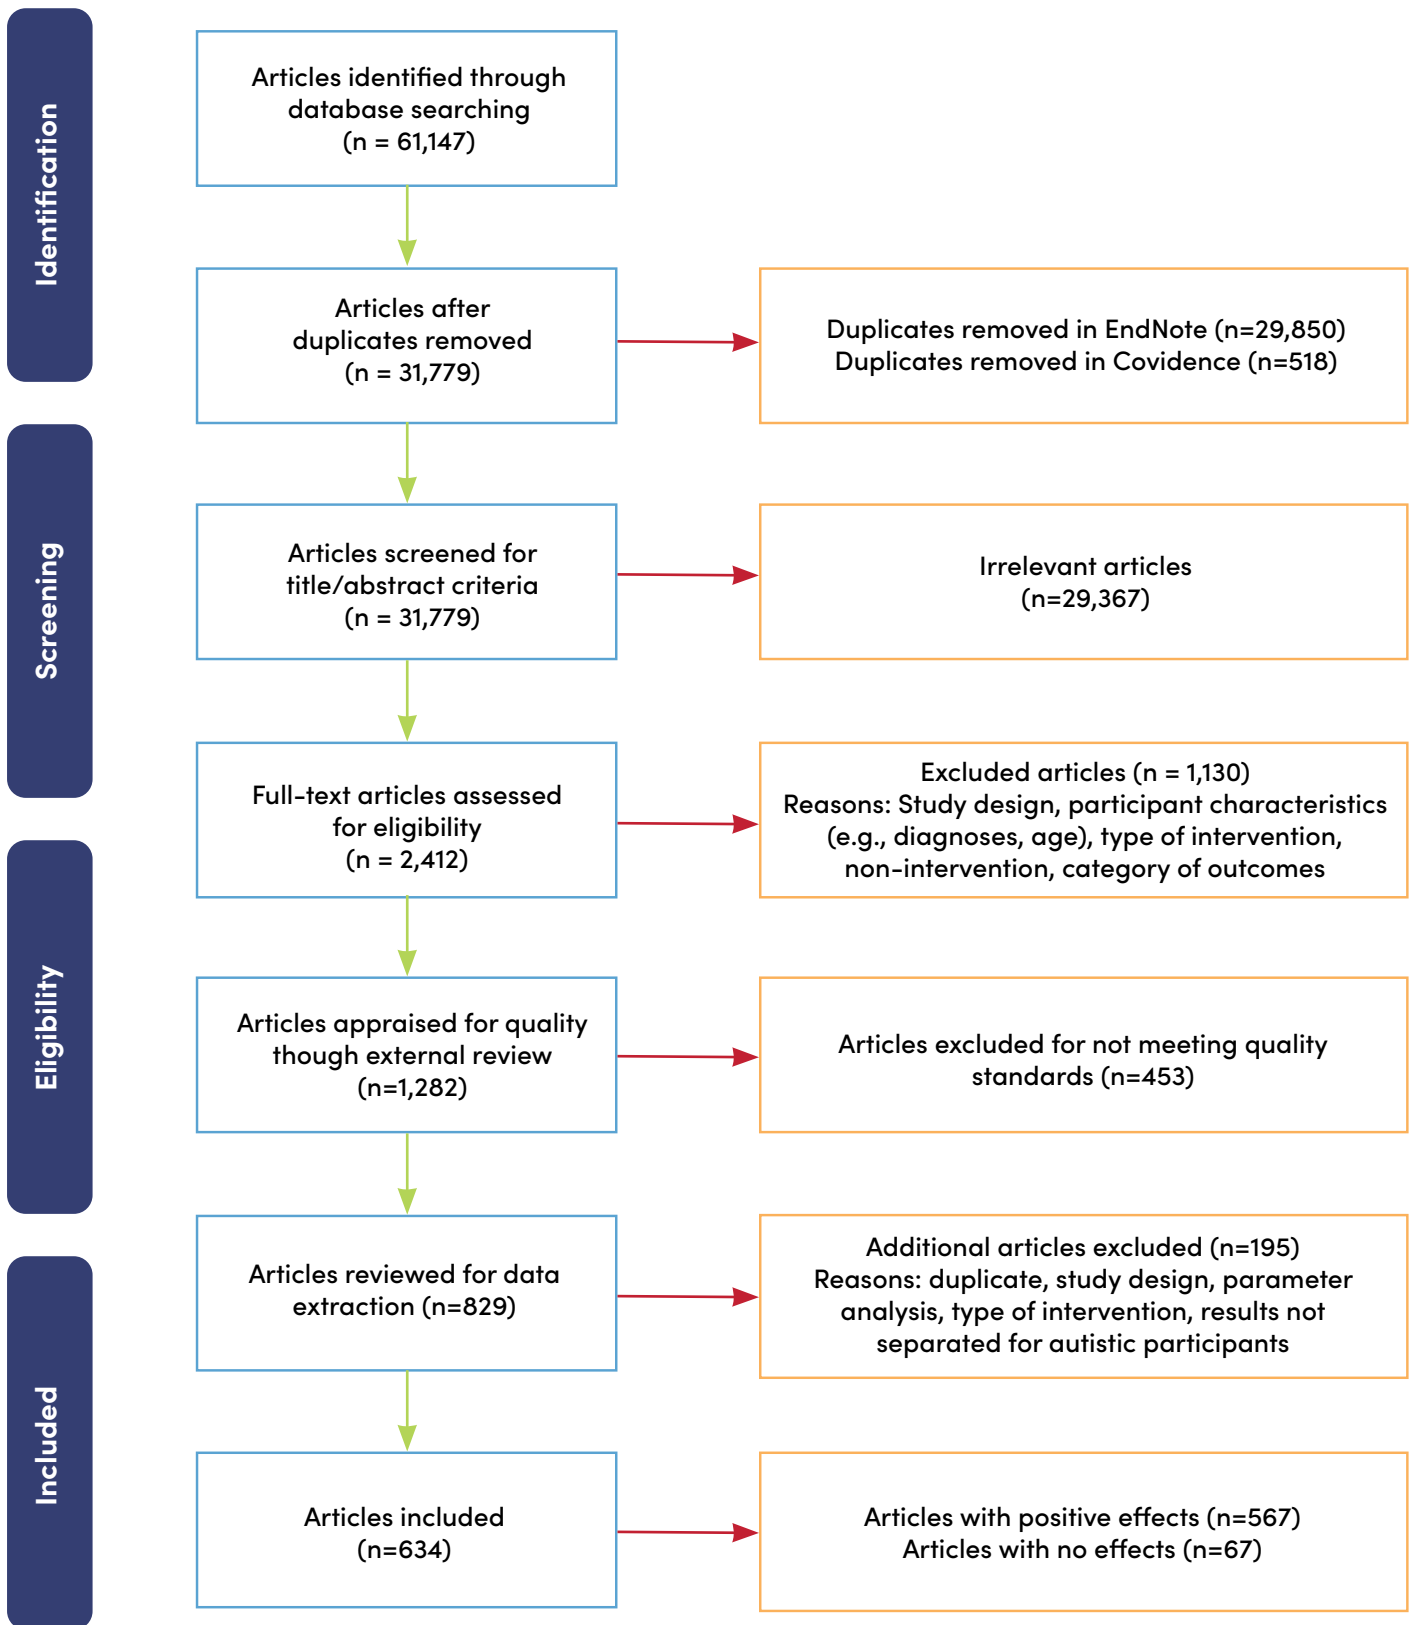 Identification
Articles identified through
database searching
(n = 61,147)
Articles after
duplicates removed
(n = 31,779)
Duplicates removed in EndNote (n=29,850)
Duplicates removed in Covidence (n=518)
Screening
Articles screened for
title/abstract criteria
(n = 31,779)
Irrelevant articles
(n=29,367)
Full-text articles assessed
for eligibility
(n = 2,412)
Excluded articles (n = 1,130)
Reasons: Study design, participant characteristics
(e.g., diagnoses, age), type of intervention,
non-intervention, category of outcomes
Eligibility
Articles appraised for quality
though external review
(n=1,282)
Articles excluded for not meeting quality
standards (n=453)
Articles reviewed for data
extraction (n=829)
Additional articles excluded (n=195)
Reasons: duplicate, study design, parameter
analysis, type of intervention, results not
separated for autistic participants
Included
Articles included
(n=634)
Articles with positive effects (n=567)
Articles with no effects (n=67)